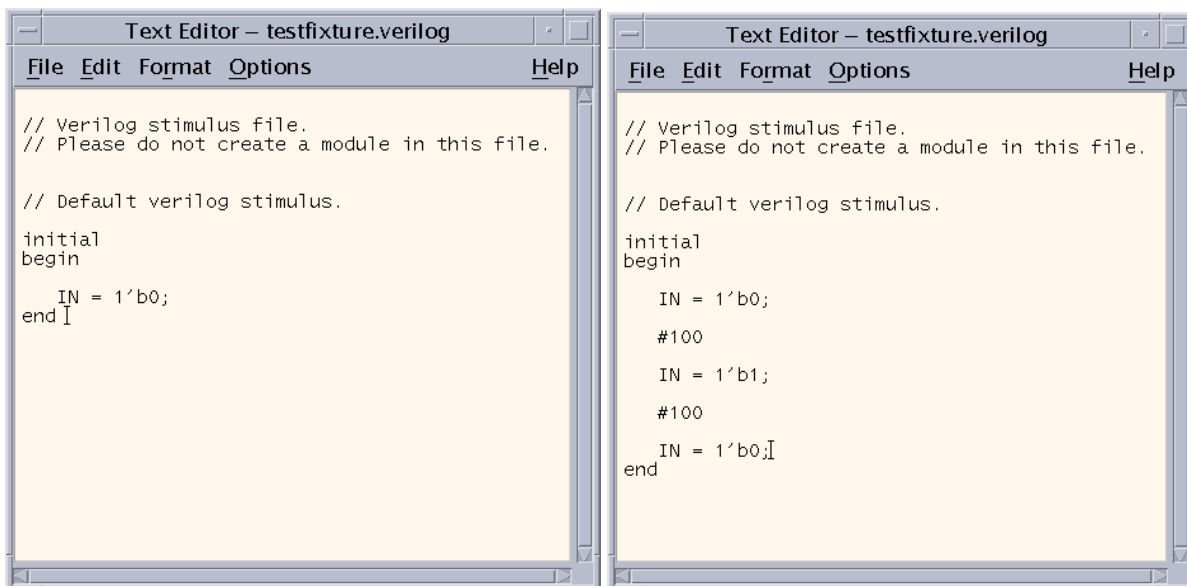 Text Editor – testfixture.verilog
File Edit Format Options Help
// Verilog stimulus file.
// Please do not create a module in this file.
// Default verilog stimulus.
initial
begin
IN = 1'b0;
end
Text Editor – testfixture.verilog
File Edit Format Options Help
// Verilog stimulus file.
// Please do not create a module in this file.
// Default verilog stimulus.
initial
begin
IN = 1'b0;
#100
IN = 1'b1;
#100
IN = 1'b0;
end